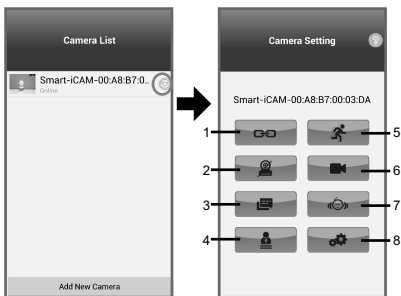 Camera List
Smart-iCAM-00:A8:B7:0..
Online
Add New Camera
Camera Setting
Smart-iCAM-00:A8:B7:00:03:DA
1
2
3
4
5
6
7
8